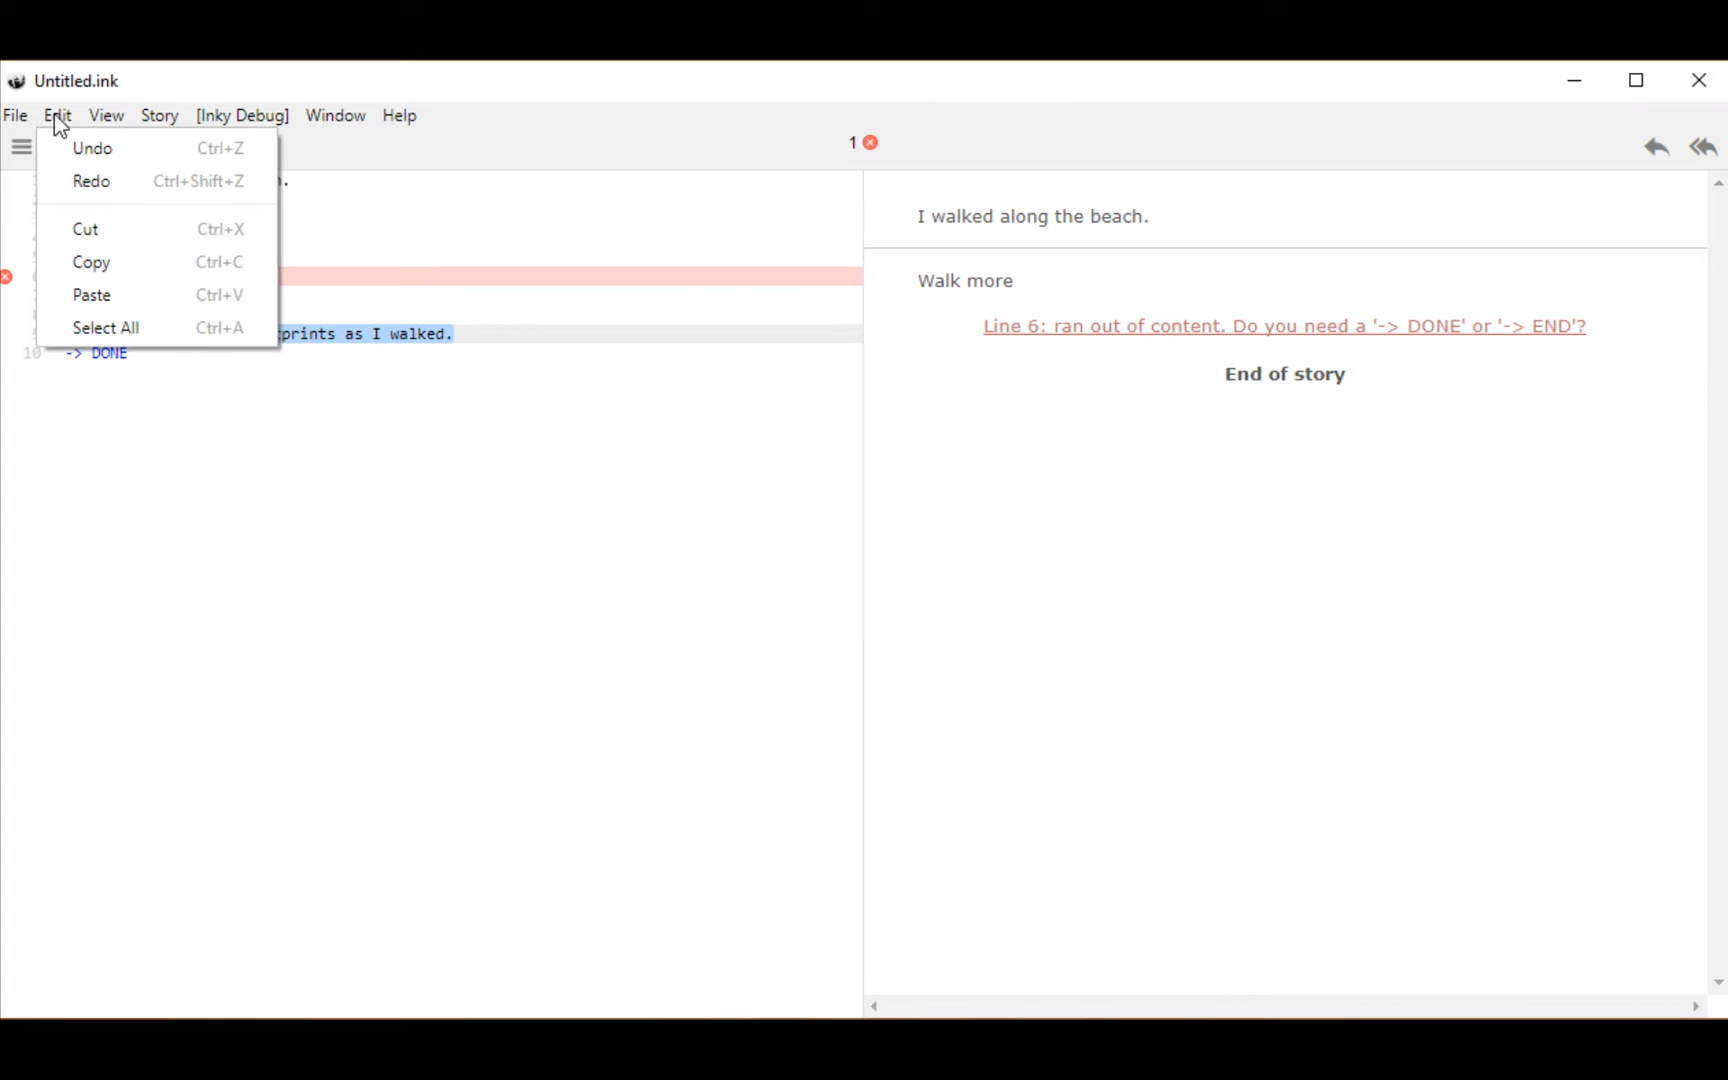 Untitled.ink
File Edit View Story [Inky Debug] Window Help
1
Undo Ctrl+Z
Redo Ctrl+Shift+Z
Cut Ctrl+X
Copy Ctrl+C
Paste Ctrl+V
Select All Ctrl+A
prints as I walked.
10 -> DONE
I walked along the beach.
Walk more
Line 6: ran out of content. Do you need a '-> DONE' or '-> END'?
End of story